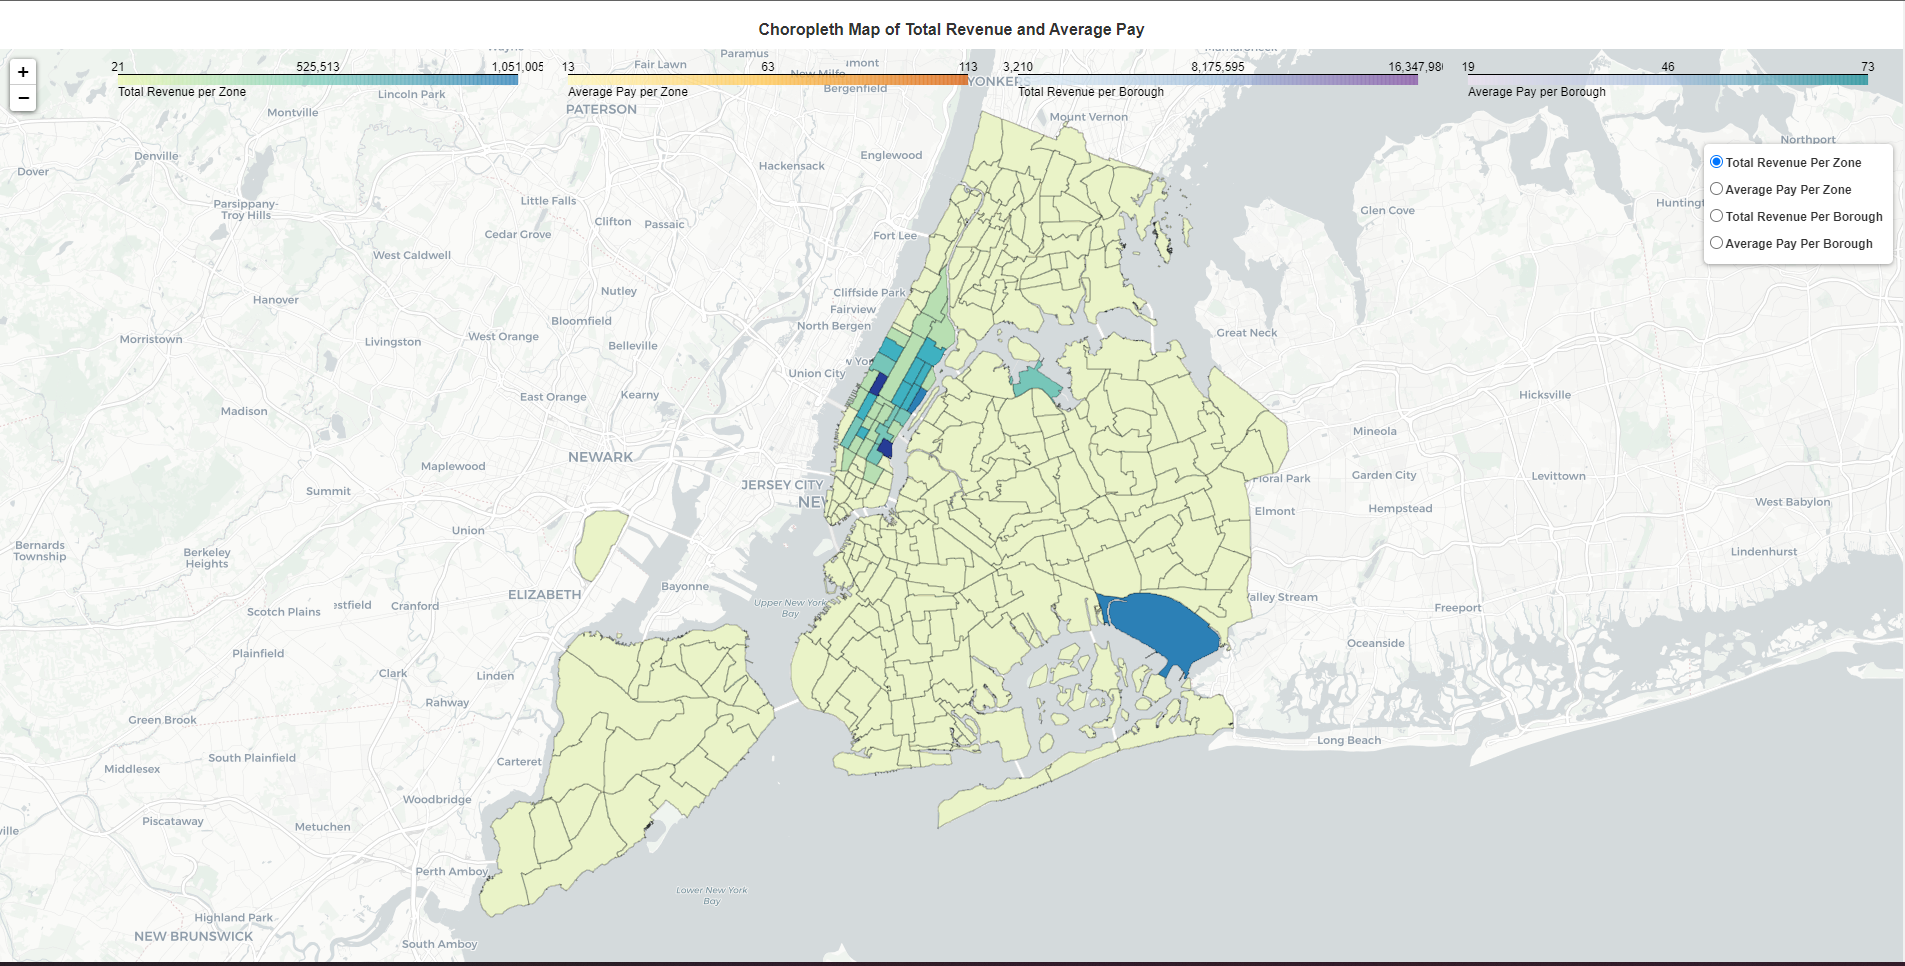 Choropleth Map of Total Revenue and Average Pay
+
−
21 525,513 1,051,005
Total Revenue per Zone
13 63 113
Average Pay per Zone
3,210 8,175,595 16,347,98
Total Revenue per Borough
19 46 73
Average Pay per Borough
Total Revenue Per Zone
Average Pay Per Zone
Total Revenue Per Borough
Average Pay Per Borough
Paramus
Fair Lawn
Bergenfield
YONKERS
Lincoln Park
PATERSON
Montville
Mount Vernon
Northport
Denville
Englewood
Hackensack
Dover
Parsippany-
Troy Hills
Little Falls
Clifton
Passaic
Glen Cove
Cedar Grove
Fort Lee
West Caldwell
Nutley
Cliffside Park
Hanover
Fairview
Bloomfield
North Bergen
Great Neck
Morristown
Livingston
West Orange
Belleville
Union City
East Orange
Kearny
Hicksville
Madison
Mineola
NEWARK
Maplewood
Garden City
Levittown
Floral Park
JERSEY CITY
Summit
NEW
Elmont
Hempstead
West Babylon
Union
Bernards
Township
Berkeley
Heights
Lindenhurst
Bayonne
ELIZABETH
Upper New York
Bay
Valley Stream
Scotch Plains
Cranford
Freeport
Plainfield
Oceanside
Clark
Linden
Rahway
Green Brook
Long Beach
South Plainfield
Middlesex
Carteret
Woodbridge
Piscataway
Metuchen
Perth Amboy
Lower New York
Bay
Highland Park
NEW BRUNSWICK
South Amboy